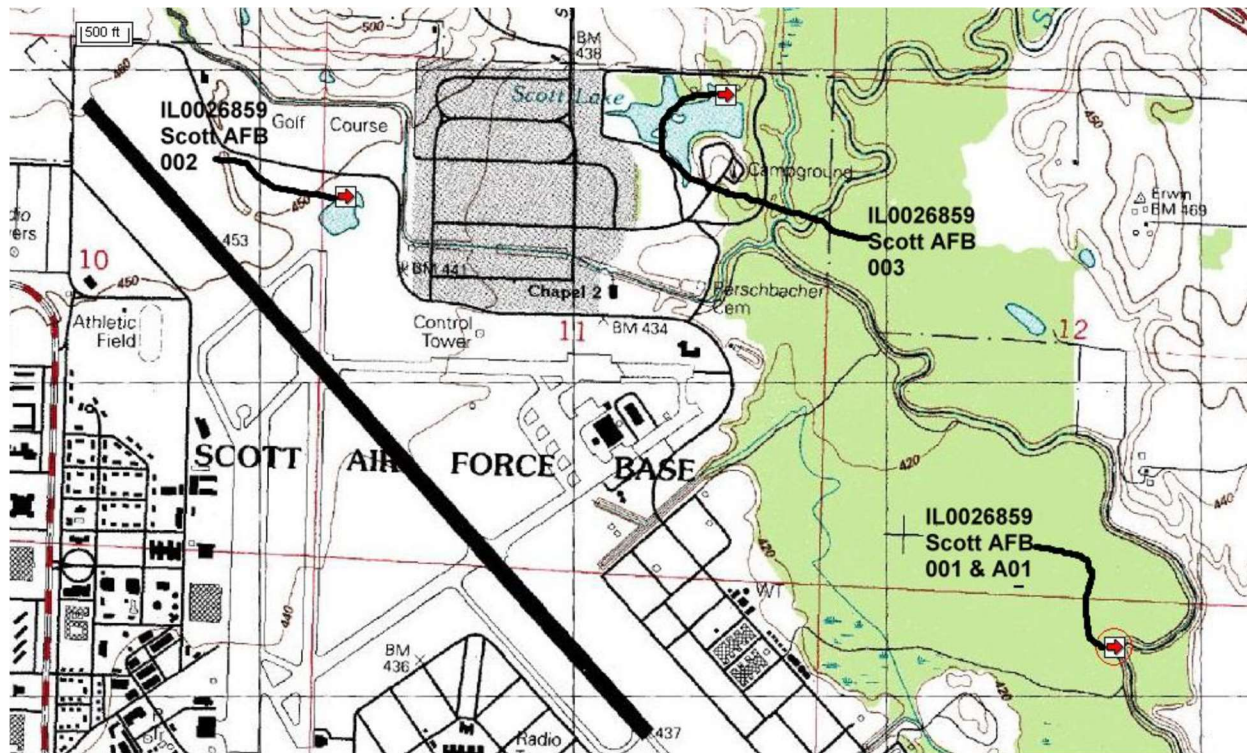 500 ft
460
500
BM
438
450
IL0026859
Scott AFB
002
Golf Course
Scott Lake
Campground
Erwin
BM 469
IL0026859
Scott AFB
003
450
453
10
450
BM 441
Chapel 2
Perschbacher
Cem
Athletic
Field
Control
Tower
11
BM 434
12
SCOTT AIR FORCE BASE
420
440
IL0026859
Scott AFB
001 & A01
420
WT
440
BM
436
420
437
Radio